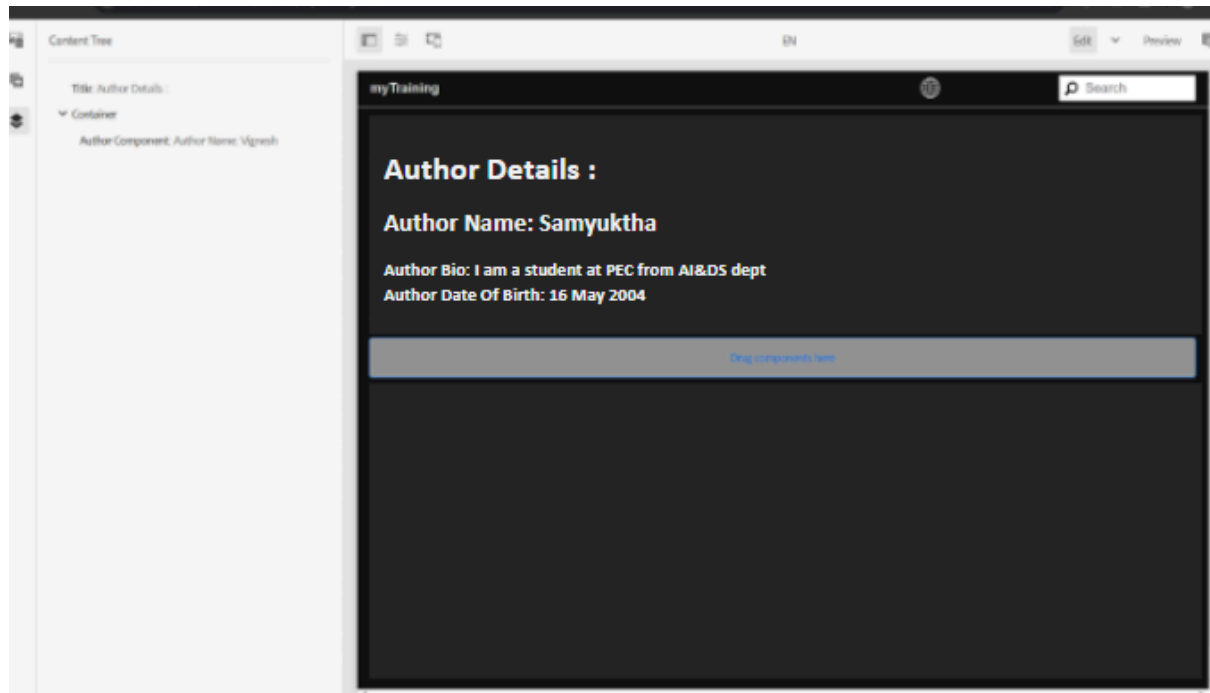 Content Tree
EN
Edit
Preview
Title: Author Details :
Container
Author Component: Author Name: Vignesh
myTraining
Search
Author Details :
Author Name: Samyuktha
Author Bio: I am a student at PEC from AI&DS dept
Author Date Of Birth: 16 May 2004
Drag components here